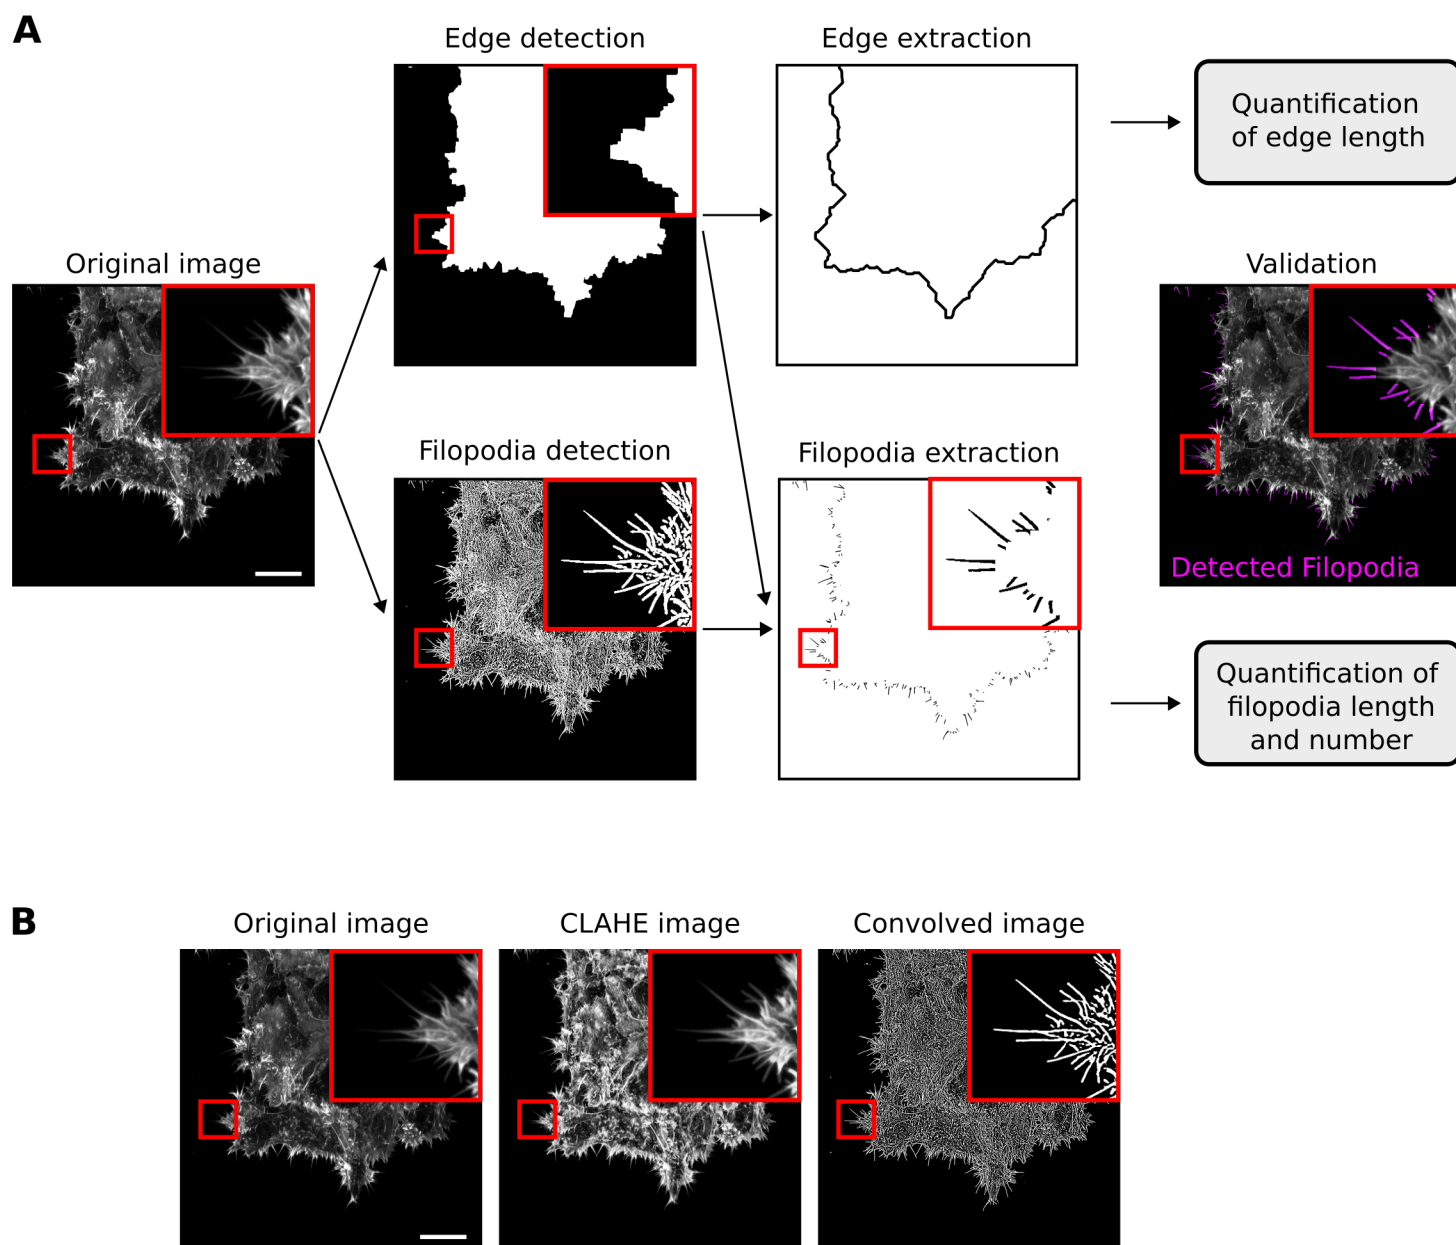 A
Edge detection
Edge extraction
Quantification
of edge length
Original image
Validation
Filopodia detection
Filopodia extraction
Detected Filopodia
Quantification of
filopodia length
and number
B
Original image
CLAHE image
Convolved image